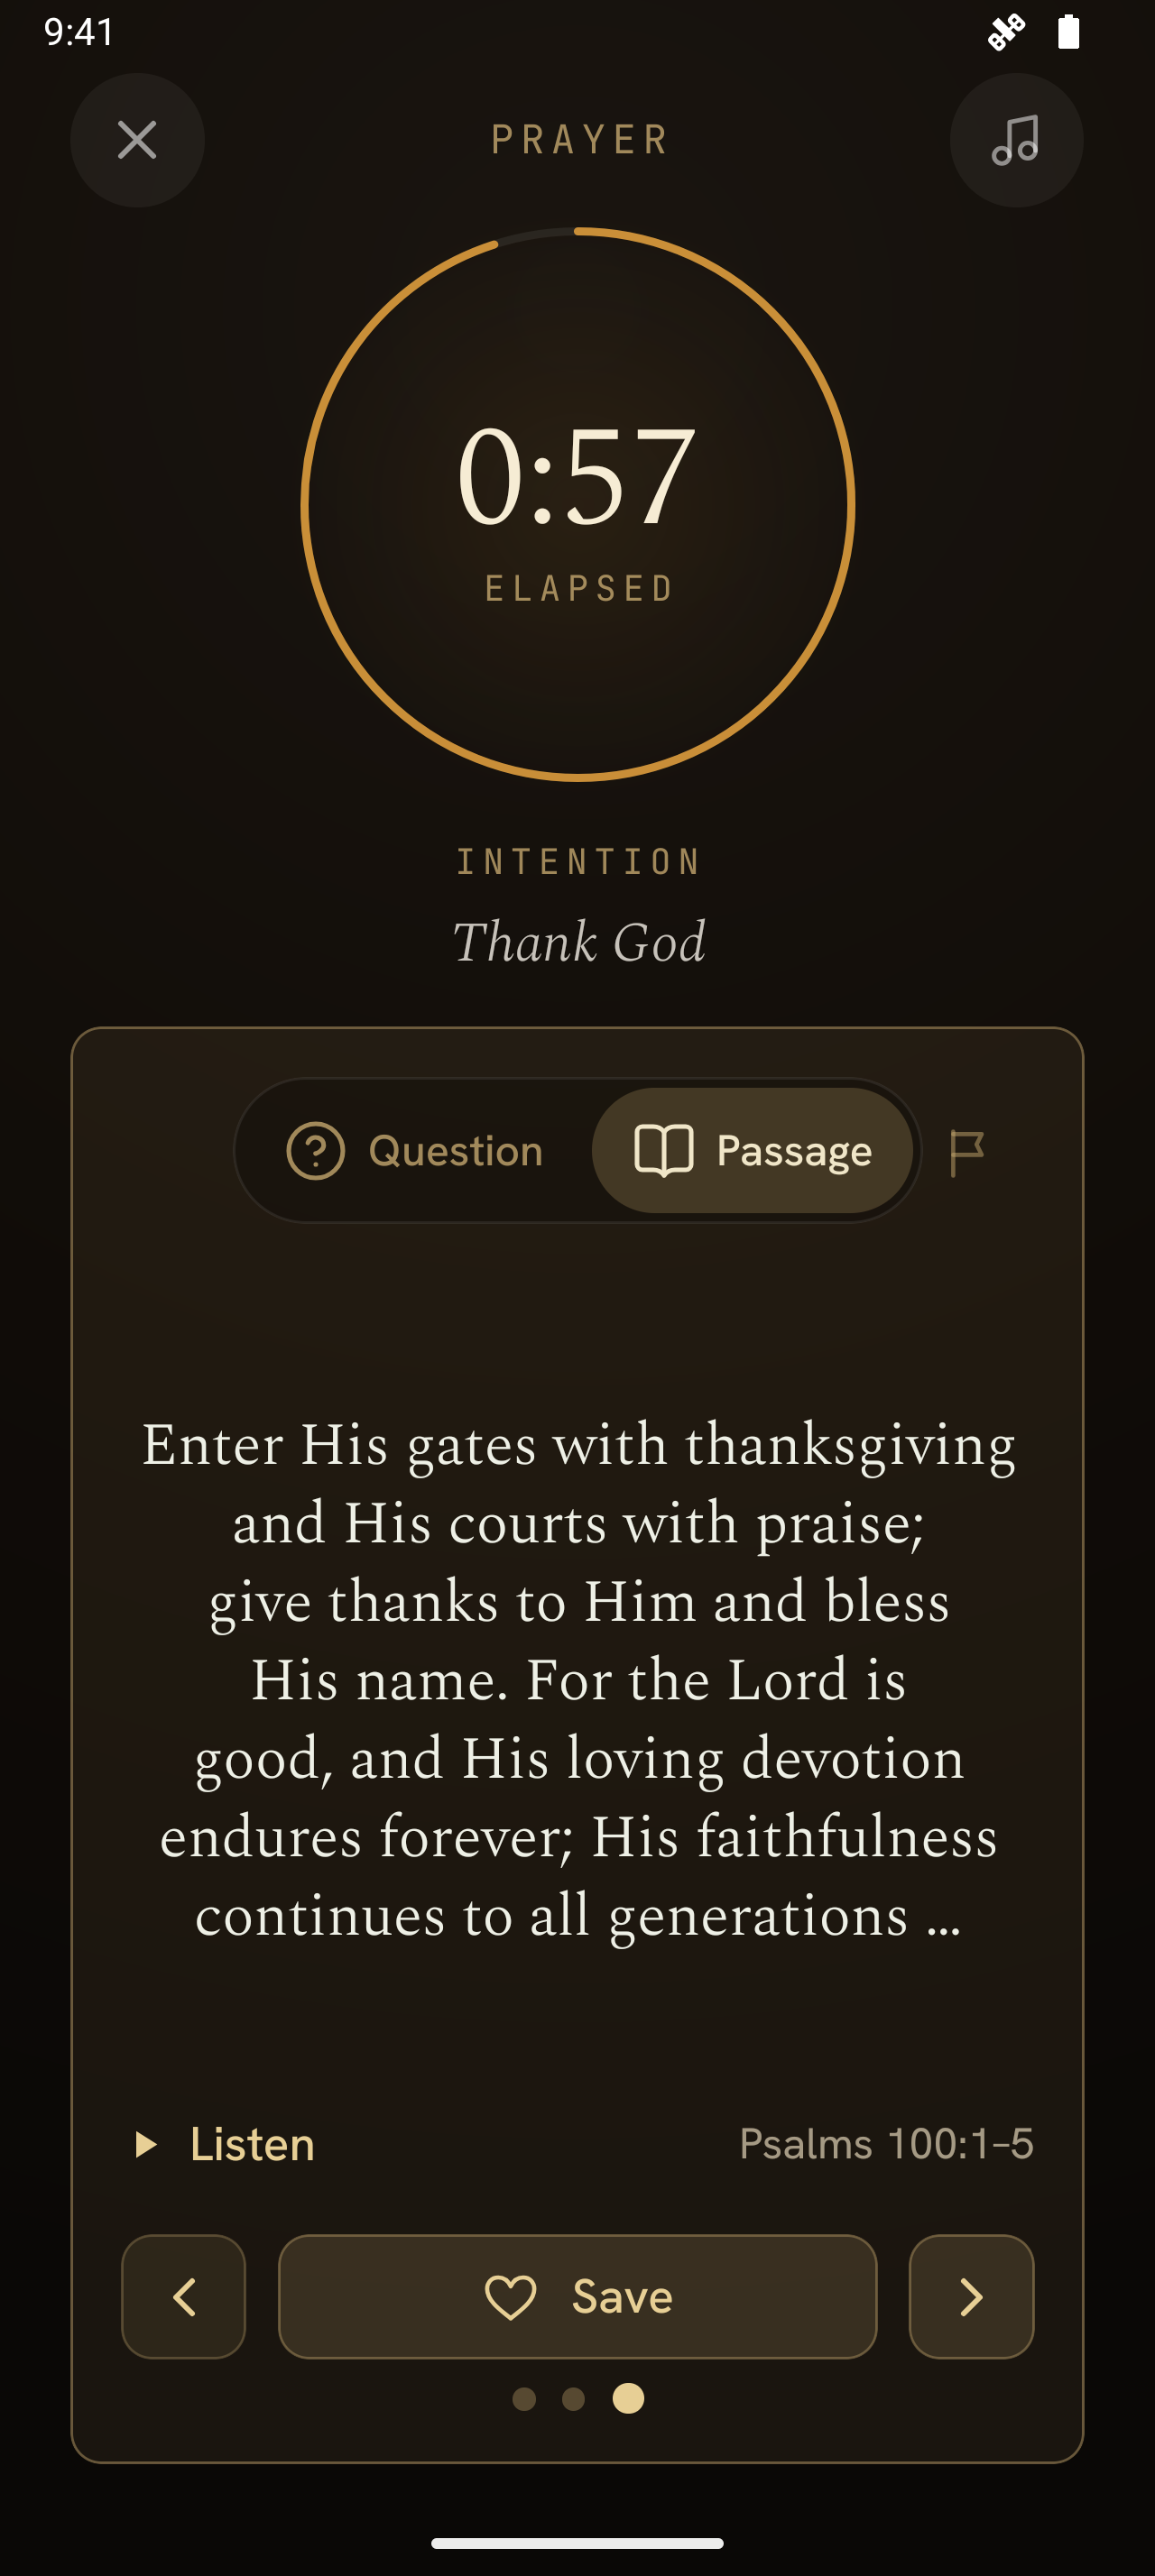 9:41
PRAYER
0:57
ELAPSED
INTENTION
Thank God
Question
Passage
Enter His gates with thanksgiving
and His courts with praise;
give thanks to Him and bless
His name. For the Lord is
good, and His loving devotion
endures forever; His faithfulness
continues to all generations ...
Listen
Psalms 100:1–5
Save